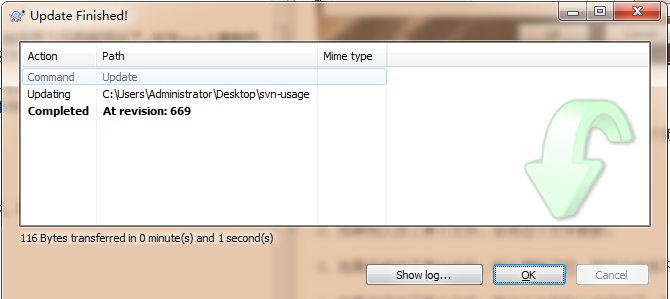 Update Finished!
Action Path Mime type
Command Update
Updating C:\Users\Administrator\Desktop\svn-usage
Completed At revision: 669
116 Bytes transferred in 0 minute(s) and 1 second(s)
Show log... OK Cancel